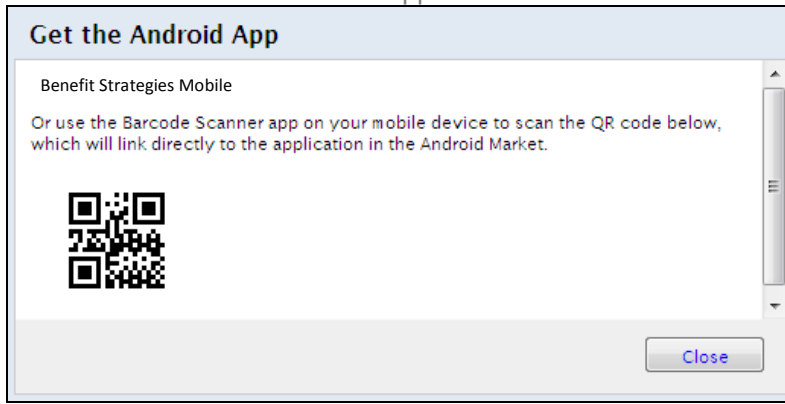 Get the Android App
Benefit Strategies Mobile
Or use the Barcode Scanner app on your mobile device to scan the QR code below,
which will link directly to the application in the Android Market.
Close